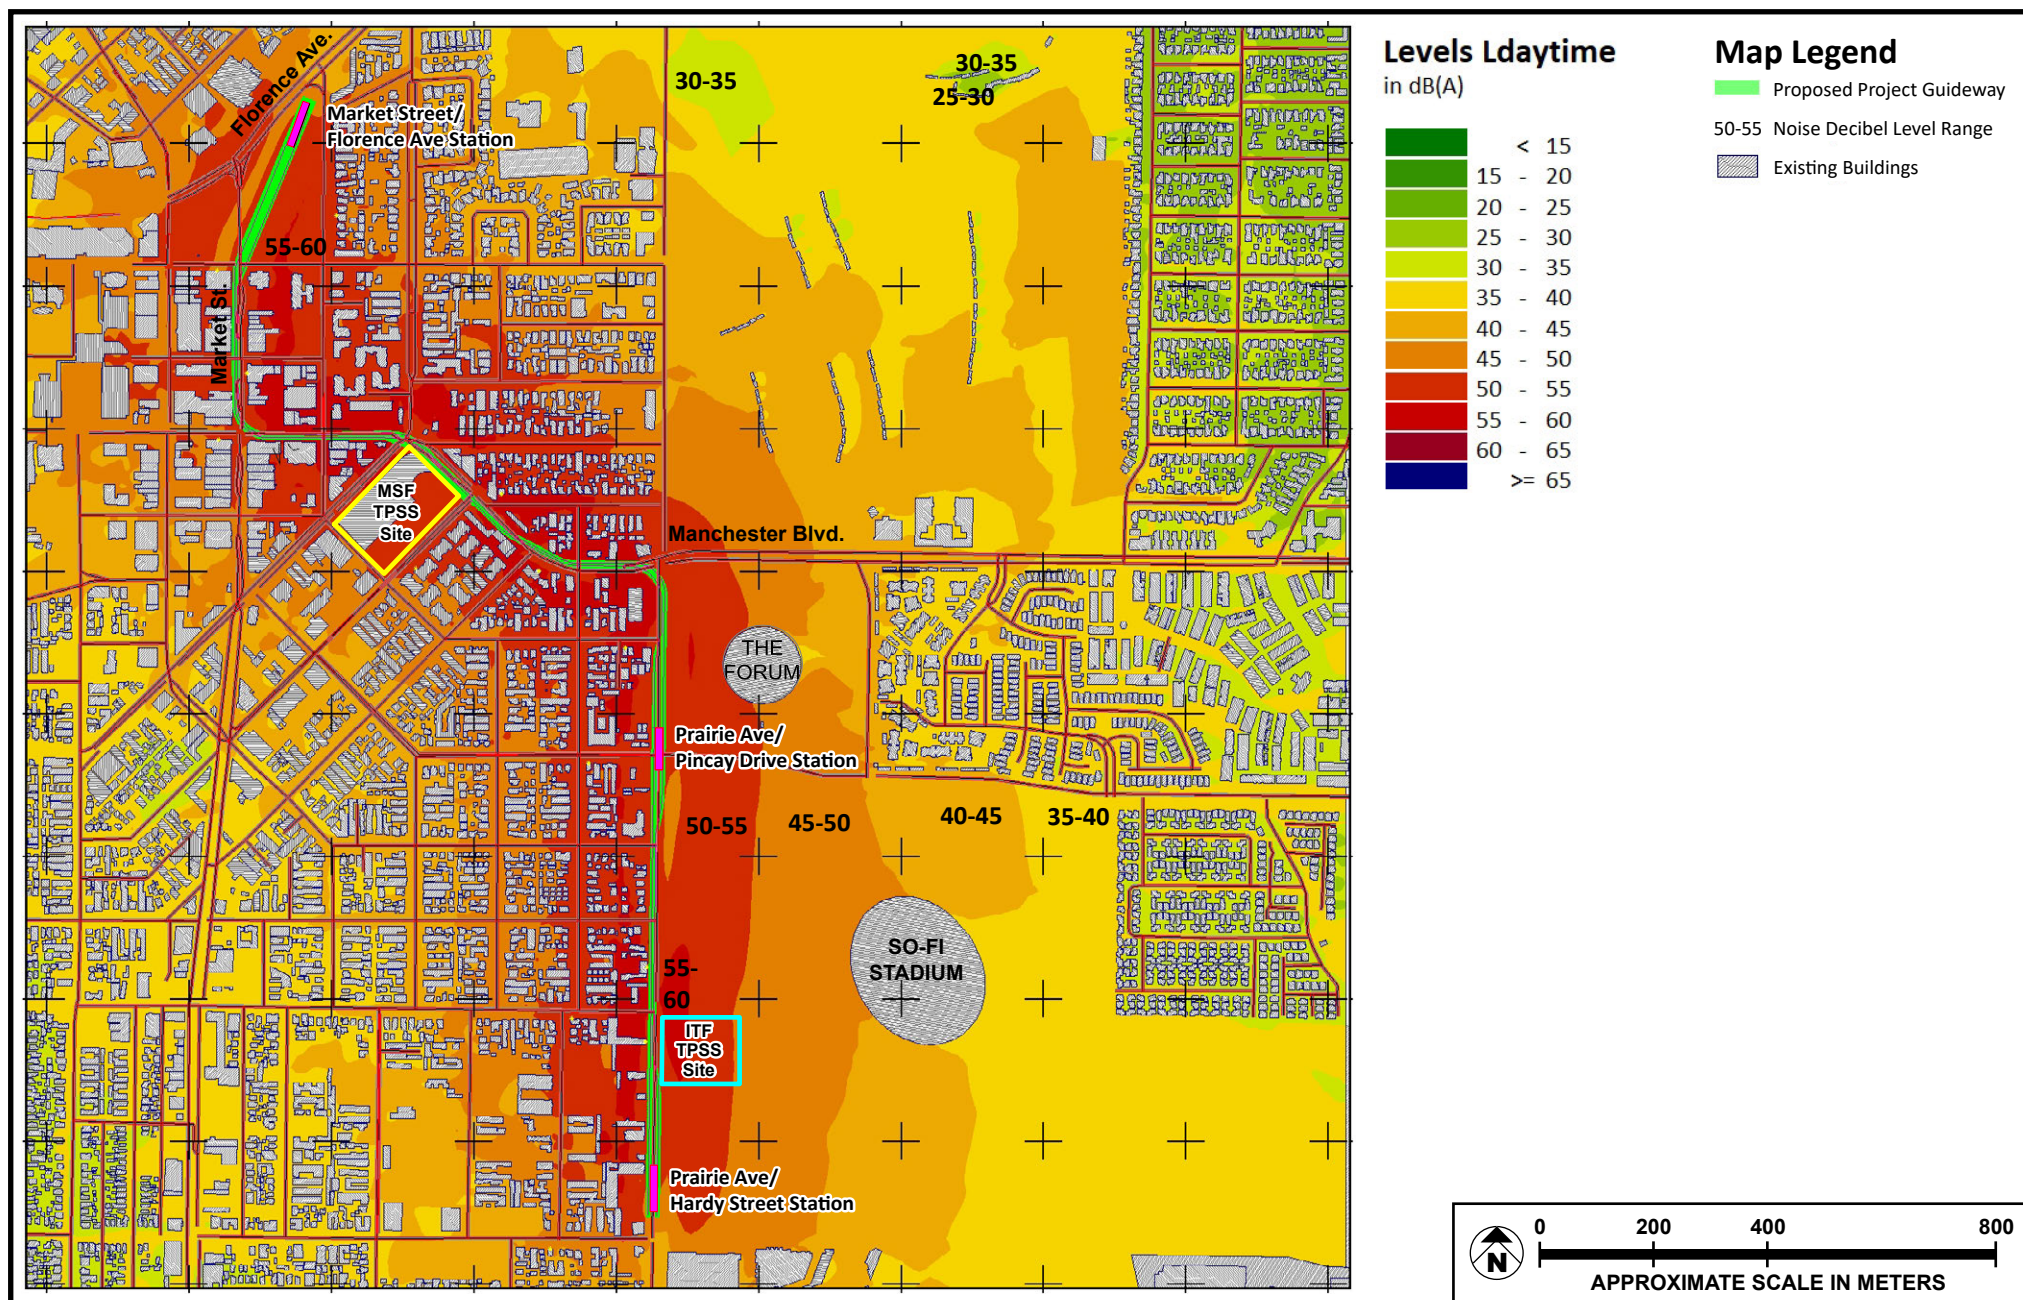 Florence Ave.
Market Street/
Florence Ave Station
30-35
30-35
25-30
55-60
Market St.
MSF
TPSS
Site
Manchester Blvd.
THE
FORUM
Prairie Ave/
Pincay Drive Station
50-55
45-50
40-45
35-40
SO-FI
STADIUM
55-
60
ITF
TPSS
Site
Prairie Ave/
Hardy Street Station
Levels Ldaytime
in dB(A)
< 15
15 - 20
20 - 25
25 - 30
30 - 35
35 - 40
40 - 45
45 - 50
50 - 55
55 - 60
60 - 65
>= 65
Map Legend
Proposed Project Guideway
50-55 Noise Decibel Level Range
Existing Buildings
N
0 200 400 800
APPROXIMATE SCALE IN METERS